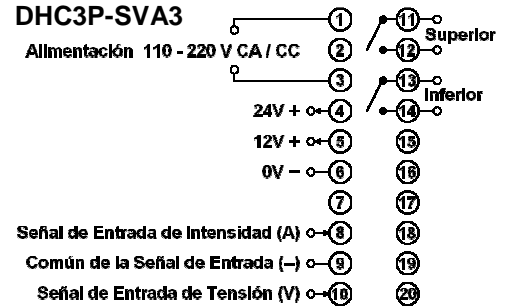 DHC3P-SVA3
1 11
Superior
Alimentación 110 - 220 V CA / CC 2 12
3 13
Inferior
24V + 4 14
12V + 5 15
0V – 6 16
7 17
Señal de Entrada de Intensidad (A) 8 18
Común de la Señal de Entrada (–) 9 19
Señal de Entrada de Tensión (V) 10 20